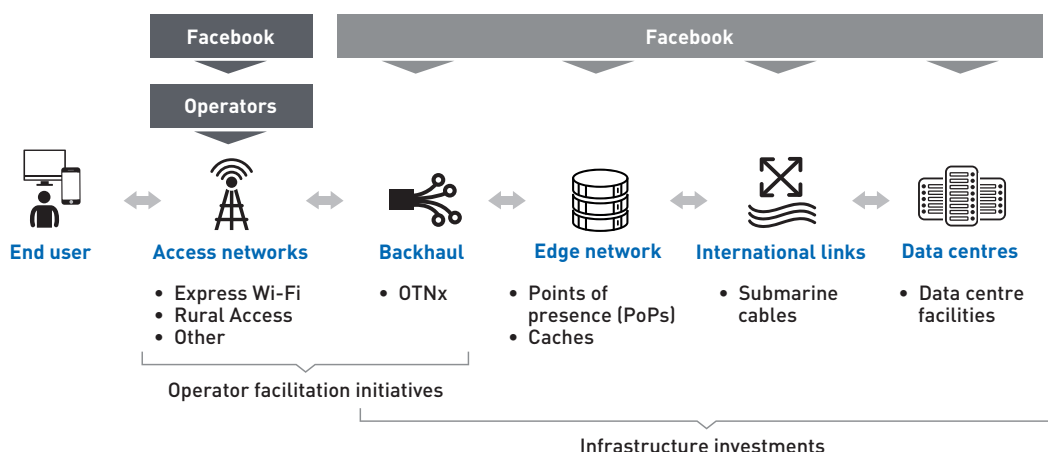 Facebook
Facebook
Operators
End user
Access networks
Backhaul
Edge network
International links
Data centres
• Express Wi-Fi
• Rural Access
• Other
• OTNx
• Points of
presence (PoPs)
• Caches
• Submarine
cables
• Data centre
facilities
Operator facilitation initiatives
Infrastructure investments